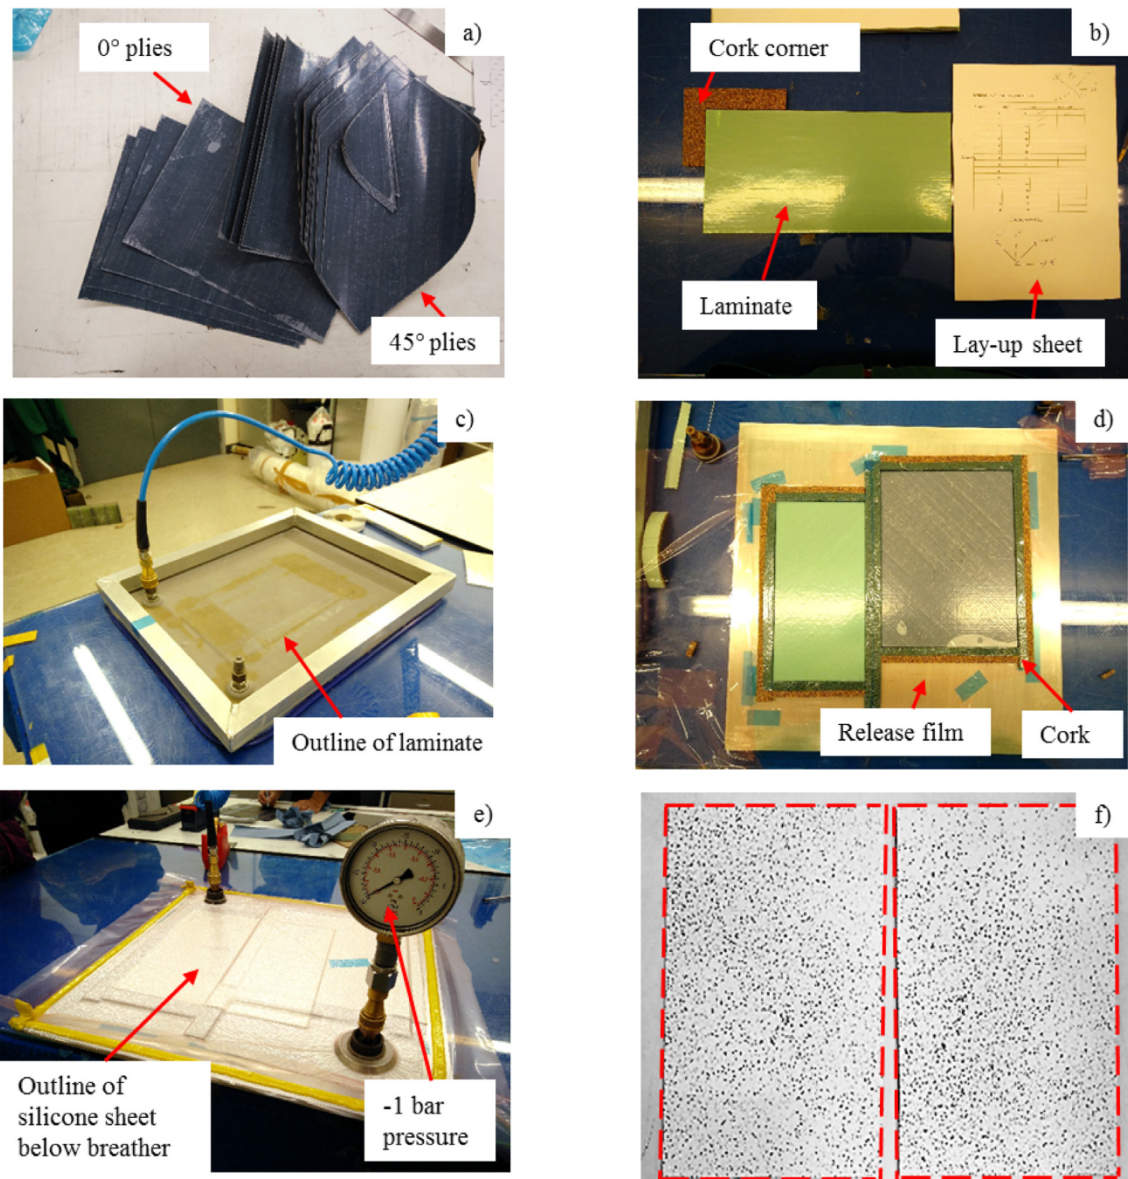 a)
0° plies
45° plies
b)
Cork corner
Laminate
Lay-up sheet
c)
Outline of laminate
d)
Release film
Cork
e)
Outline of
silicone sheet
below breather
-1 bar
pressure
f)